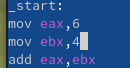 _start:
mov eax,6
mov ebx,4
add eax,ebx